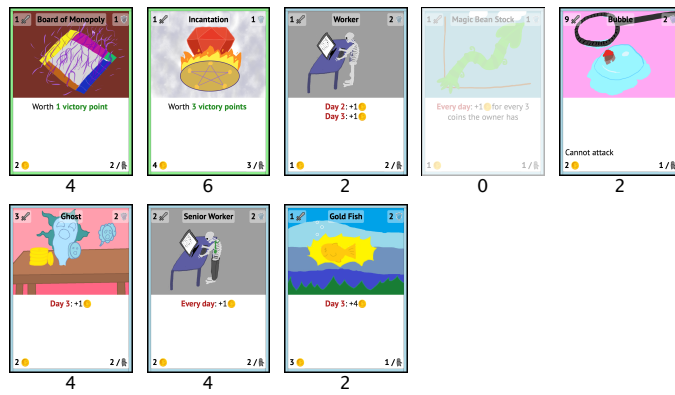 1 Board of Monopoly 1
Worth 1 victory point
2 2 /
4
1 Incantation 1
Worth 3 victory points
4 3 /
6
1 Worker 2
Day 2: +1
Day 3: +1
1 2 /
2
1 Magic Bean Stock 1
Every day: +1 for every 3
coins the owner has
1 1 /
0
9 Bubble 2
Cannot attack
2 1 /
2
3 Ghost 2
Day 3: +1
2 2 /
4
2 Senior Worker 2
Every day: +1
2 2 /
4
1 Gold Fish 2
Day 3: +4
3 1 /
2